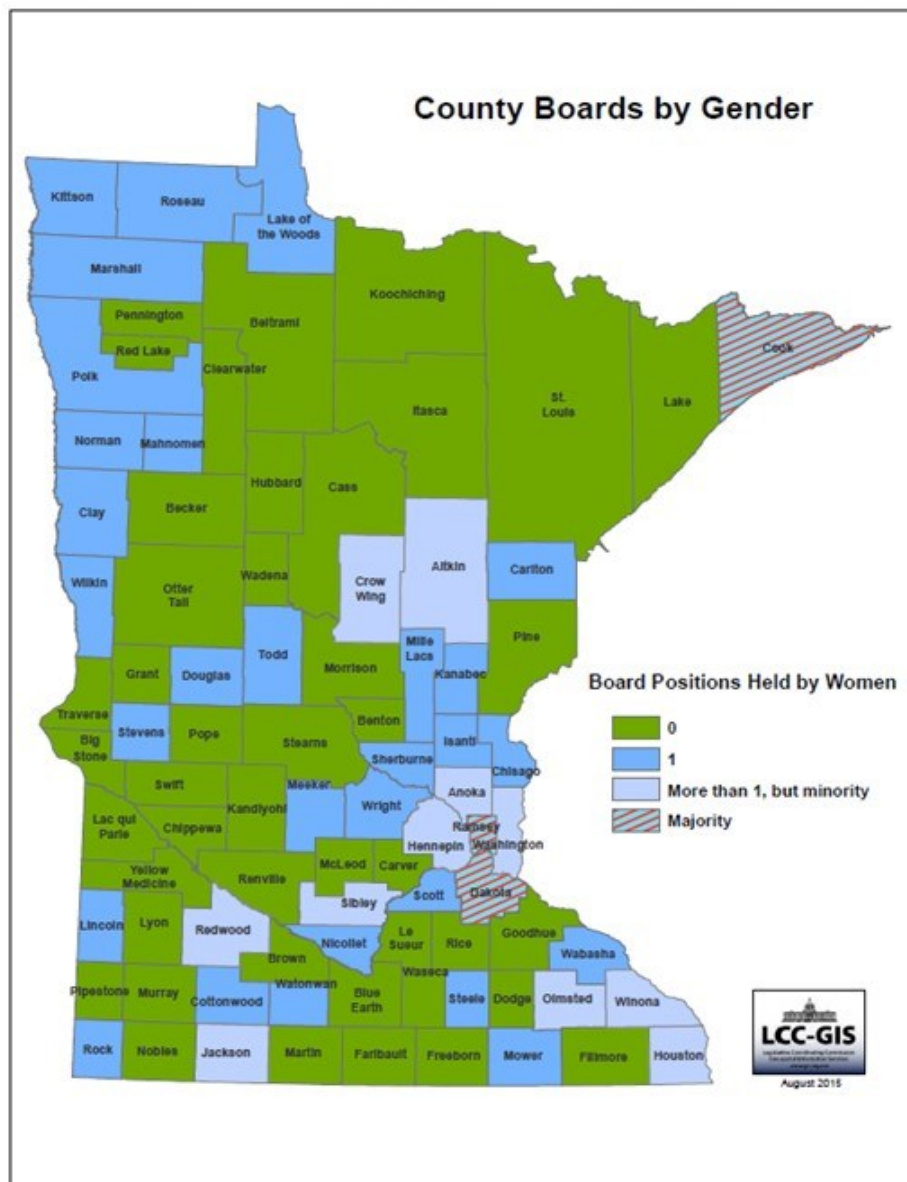 County Boards by Gender
Kittson
Roseau
Lake of
the Woods
Marshall
Koochiching
Pennington
Beltrami
Red Lake
Cook
Clearwater
Polk
Itasca
St.
Louis
Lake
Norman
Mahnomen
Hubbard
Cass
Clay
Becker
Aitkin
Wilkin
Wadena
Crow
Wing
Carlton
Otter
Tail
Pine
Mille
Lacs
Todd
Morrison
Kanabec
Grant
Douglas
Board Positions Held by Women
0
1
More than 1, but minority
Majority
Traverse
Benton
Stevens
Pope
Big
Stone
Stearns
Isanti
Sherburne
Chisago
Swift
Meeker
Anoka
Kandiyohi
Wright
Lac qui
Parle
Chippewa
Ramsey
Hennepin
Washington
McLeod
Carver
Yellow
Medicine
Renville
Dakota
Scott
Sibley
Lincoln
Lyon
Redwood
Le
Sueur
Rice
Goodhue
Nicollet
Brown
Wabasha
Waseca
Pipestone
Murray
Cottonwood
Watonwan
Blue
Earth
Steele
Dodge
Olmsted
Winona
Rock
Nobles
Jackson
Martin
Faribault
Freeborn
Mower
Fillmore
Houston
LCC-GIS
August 2015